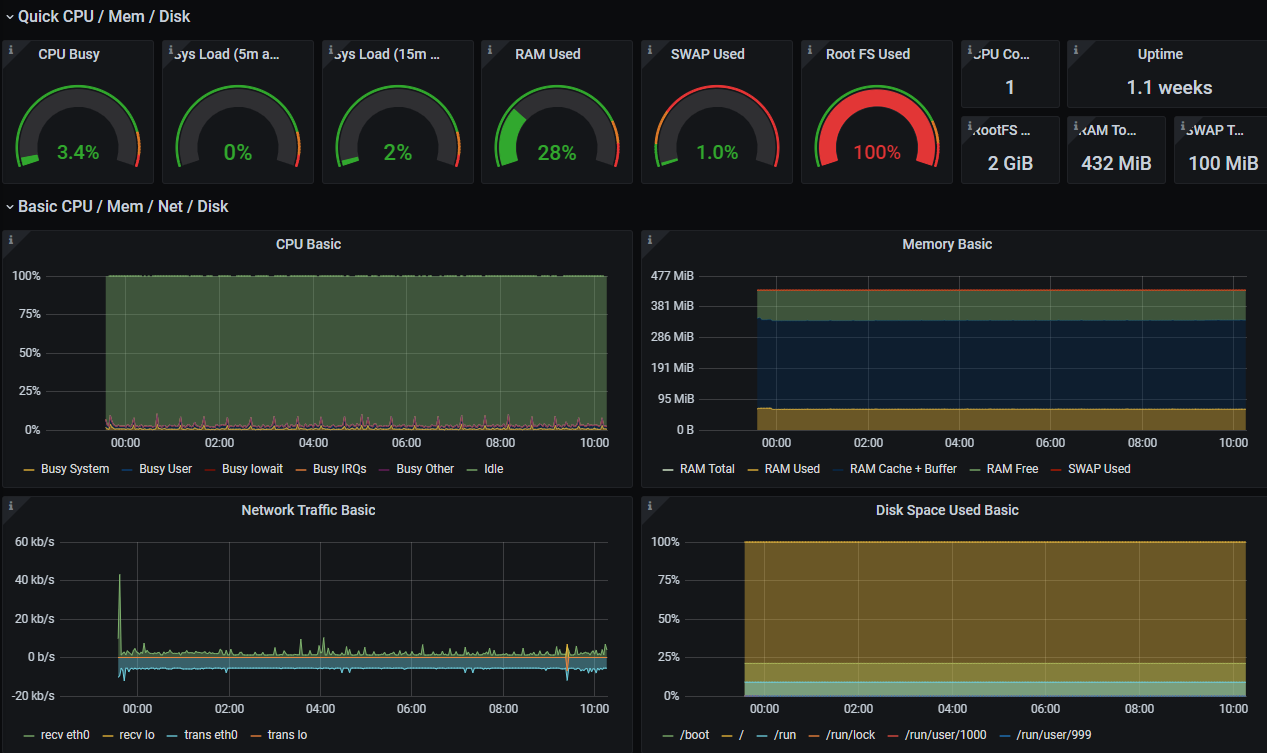 Quick CPU / Mem / Disk
CPU Busy
Sys Load (5m a...
Sys Load (15m ...
RAM Used
SWAP Used
Root FS Used
CPU Co...
Uptime
3.4%
0%
2%
28%
1.0%
100%
1
1.1 weeks
RootFS ...
RAM To...
SWAP T...
2 GiB
432 MiB
100 MiB
Basic CPU / Mem / Net / Disk
CPU Basic
100%
75%
50%
25%
0%
00:00 02:00 04:00 06:00 08:00 10:00
Busy System Busy User Busy Iowait Busy IRQs Busy Other Idle
Memory Basic
477 MiB
381 MiB
286 MiB
191 MiB
95 MiB
0 B
00:00 02:00 04:00 06:00 08:00 10:00
RAM Total RAM Used RAM Cache + Buffer RAM Free SWAP Used
Network Traffic Basic
60 kb/s
40 kb/s
20 kb/s
0 b/s
-20 kb/s
00:00 02:00 04:00 06:00 08:00 10:00
recv eth0 recv lo trans eth0 trans lo
Disk Space Used Basic
100%
75%
50%
25%
0%
00:00 02:00 04:00 06:00 08:00 10:00
/boot / /run /run/lock /run/user/1000 /run/user/999